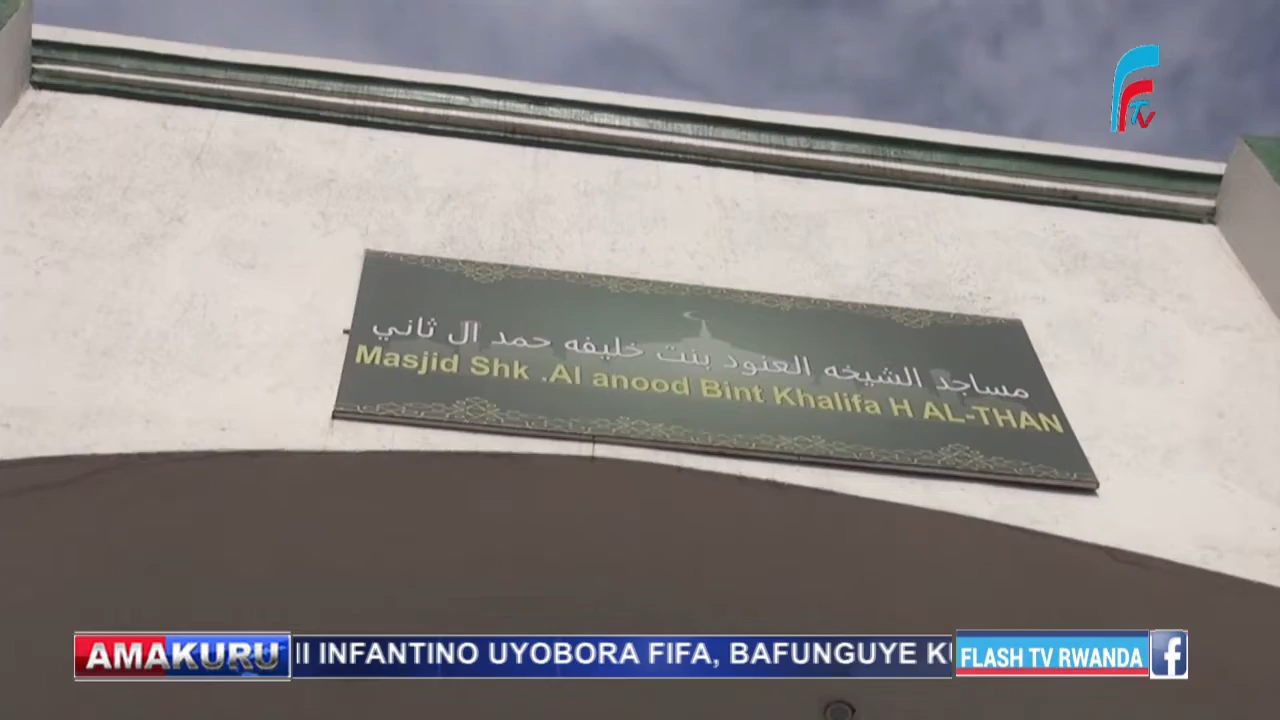 TV
مساجد الشيخه العنود بنت خليفه حمد ال ثاني
Masjid Shk .Al anood Bint Khalifa H AL-THAN
AMAKURU
INFANTINO UYOBORA FIFA, BAFUNGUYE
FLASH TV RWANDA
f